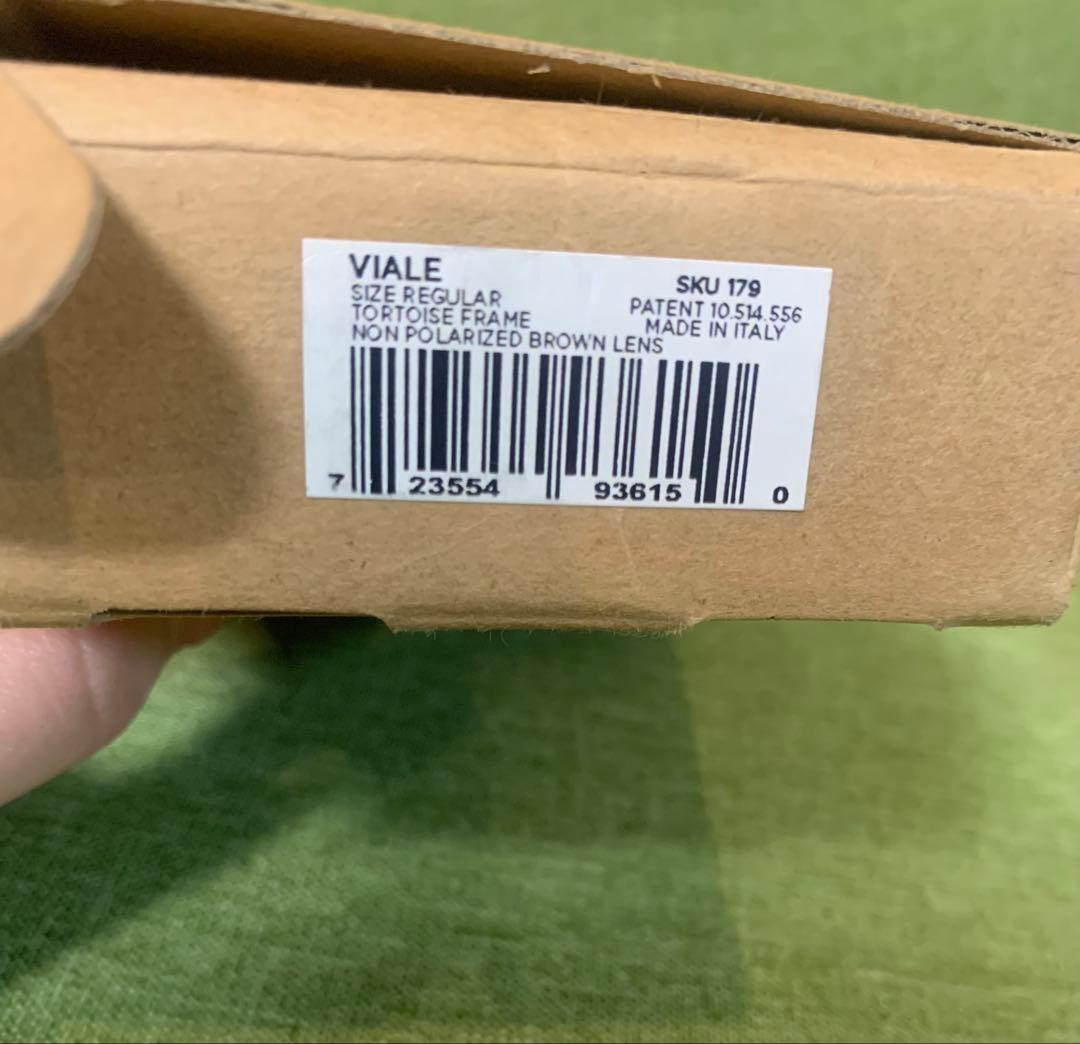 VIALE
SIZE REGULAR
TORTOISE FRAME
NON POLARIZED BROWN LENS
SKU 179
PATENT 10.514.556
MADE IN ITALY
7 23554 93615 0